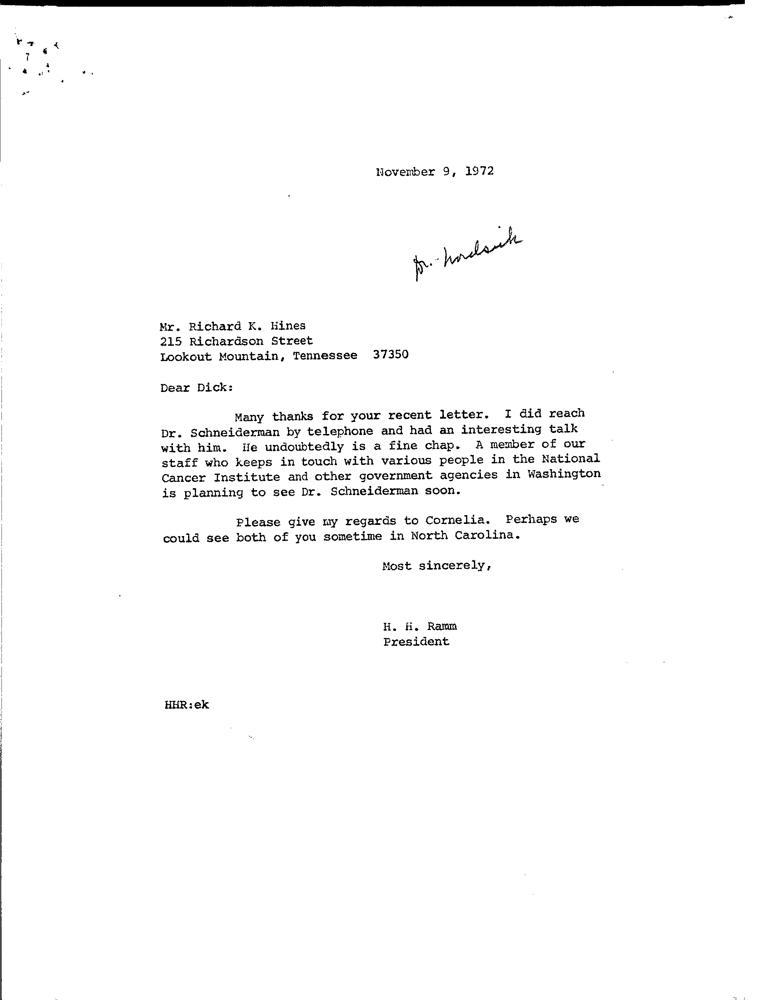 November 9, 1972
Dr. Hordsick
Mr. Richard K. Hines
215 Richardson Street
Lookout Mountain, Tennessee 37350
Dear Dick:
Many thanks for your recent letter. I did reach
Dr. Schneiderman by telephone and had an interesting talk
with him. He undoubtedly is a fine chap. A member of our
staff who keeps in touch with various people in the National
Cancer Institute and other government agencies in Washington
is planning to see Dr. Schneiderman soon.
Please give my regards to Cornelia. Perhaps we
could see both of you sometime in North Carolina.
Most sincerely,
H. H. Ramm
President
HHR:ek